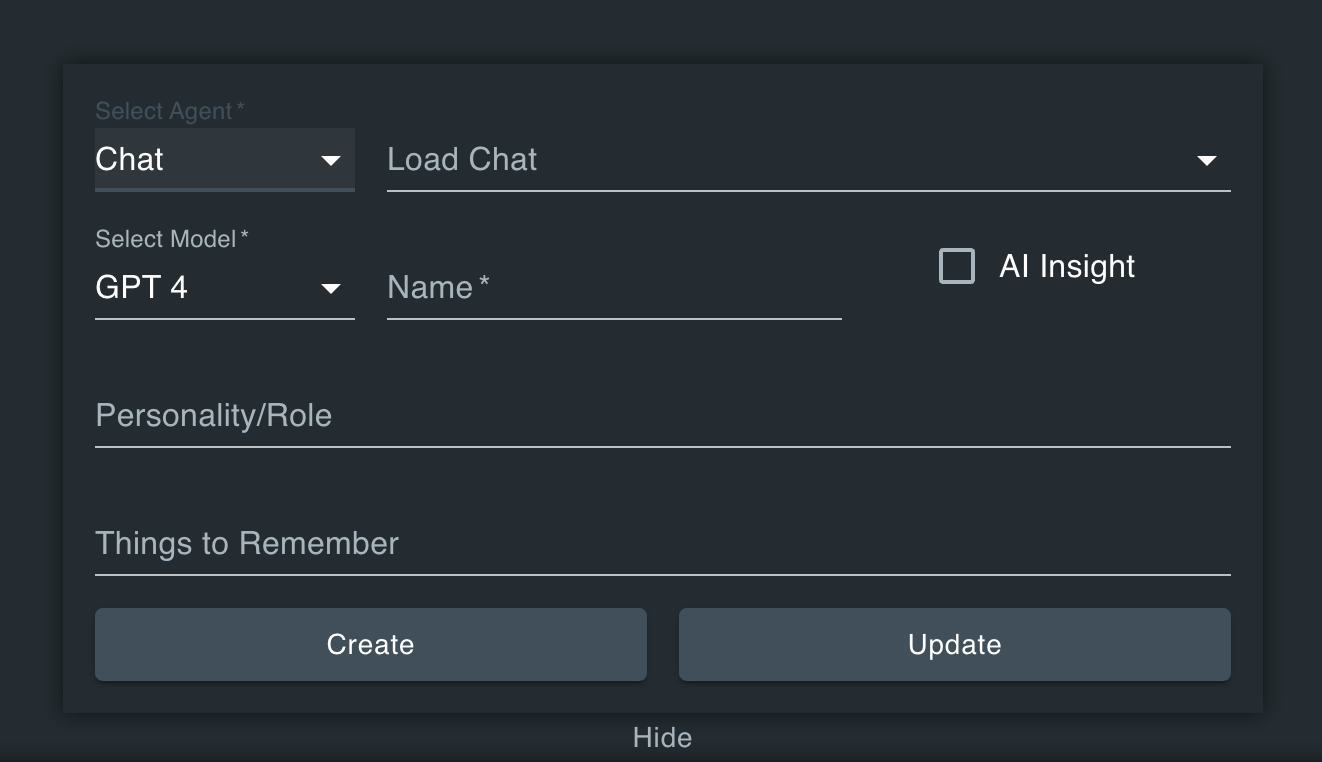 Select Agent *
Chat
Load Chat
Select Model *
GPT 4
Name *
AI Insight
Personality/Role
Things to Remember
Create
Update
Hide